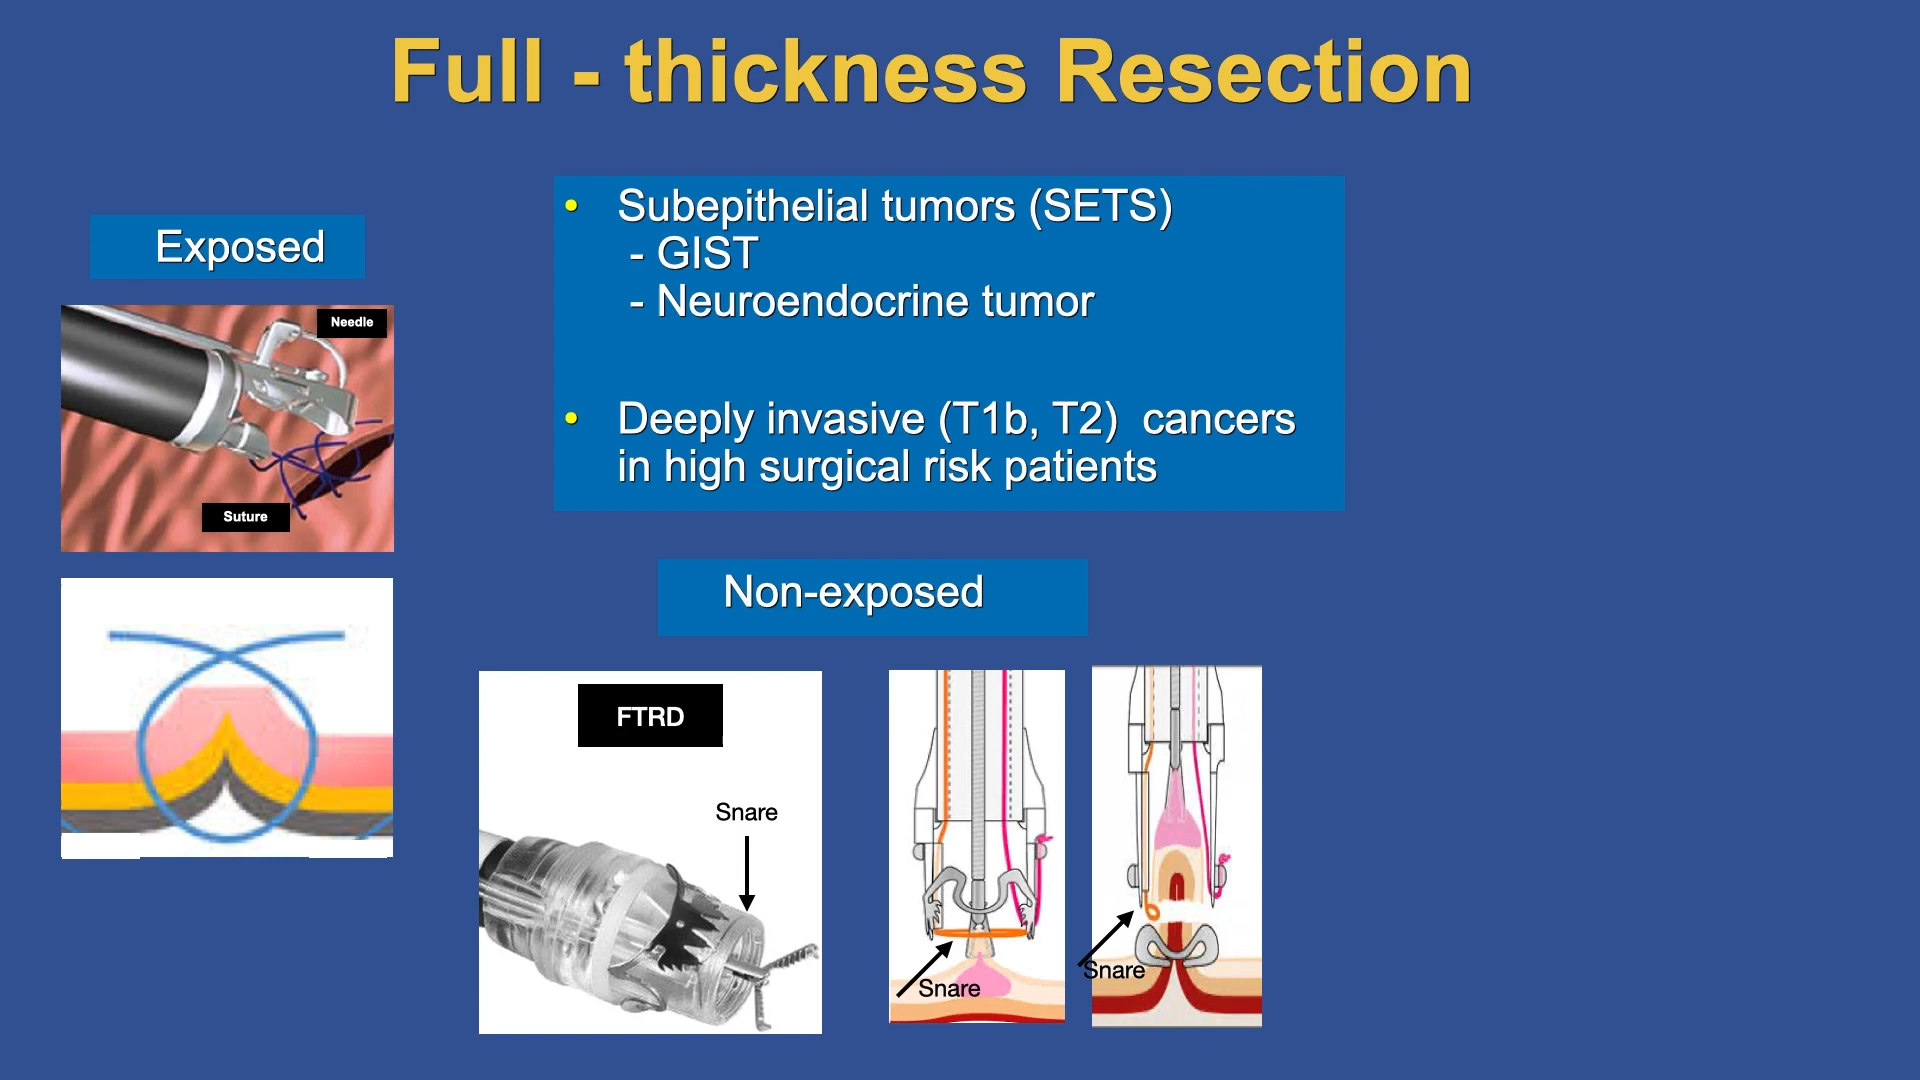 Full - thickness Resection
Exposed
Needle
Suture
• Subepithelial tumors (SETS)
- GIST
- Neuroendocrine tumor
• Deeply invasive (T1b, T2)  cancers
in high surgical risk patients
Non-exposed
FTRD
Snare
Snare
Snare